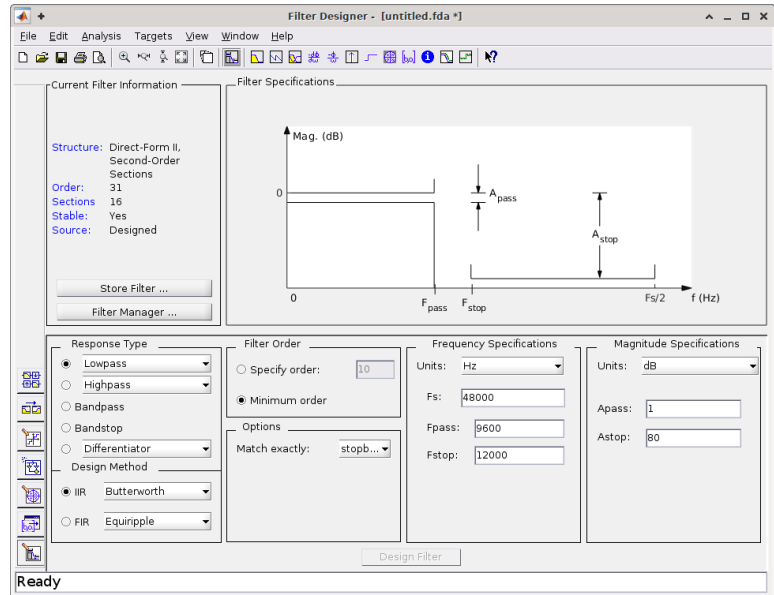 Filter Designer - [untitled.fda *]
File Edit Analysis Targets View Window Help
Current Filter Information
Structure: Direct-Form II,
Second-Order
Sections
Order: 31
Sections 16
Stable: Yes
Source: Designed
Store Filter ...
Filter Manager ...
Filter Specifications
Mag. (dB)
0
Apass
Astop
0
Fpass
Fstop
Fs/2
f (Hz)
Response Type
Lowpass
Highpass
Bandpass
Bandstop
Differentiator
Design Method
IIR Butterworth
FIR Equiripple
Filter Order
Specify order: 10
Minimum order
Options
Match exactly: stopb...
Frequency Specifications
Units: Hz
Fs: 48000
Fpass: 9600
Fstop: 12000
Magnitude Specifications
Units: dB
Apass: 1
Astop: 80
Design Filter
Ready